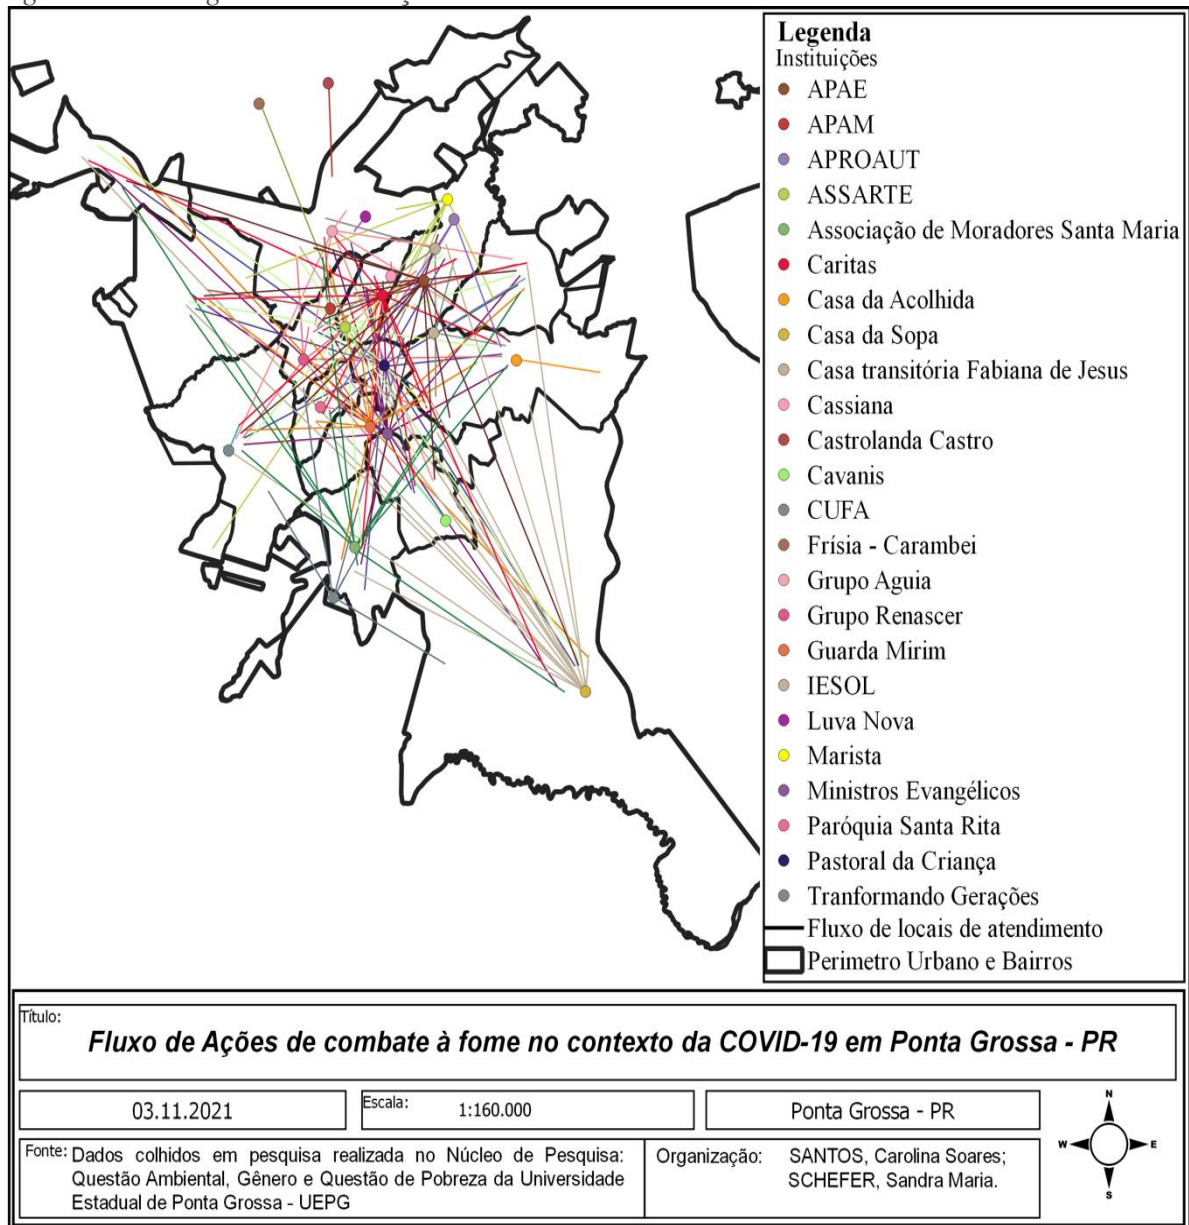 Legenda
Instituições
APAE
APAM
APROAUT
ASSARTE
Associação de Moradores Santa Maria
Caritas
Casa da Acolhida
Casa da Sopa
Casa transitória Fabiana de Jesus
Cassiana
Castrolanda Castro
Cavanis
CUFA
Frísia - Carambei
Grupo Aguia
Grupo Renascer
Guarda Mirim
IESOL
Luva Nova
Marista
Ministros Evangélicos
Paróquia Santa Rita
Pastoral da Criança
Tranformando Gerações
Fluxo de locais de atendimento
Perimetro Urbano e Bairros
Título:
Fluxo de Ações de combate à fome no contexto da COVID-19 em Ponta Grossa - PR
03.11.2021
Escala: 1:160.000
Ponta Grossa - PR
Fonte: Dados colhidos em pesquisa realizada no Núcleo de Pesquisa:
Questão Ambiental, Gênero e Questão de Pobreza da Universidade
Estadual de Ponta Grossa - UEPG
Organização: SANTOS, Carolina Soares;
SCHEFER, Sandra Maria.
N
W E
S